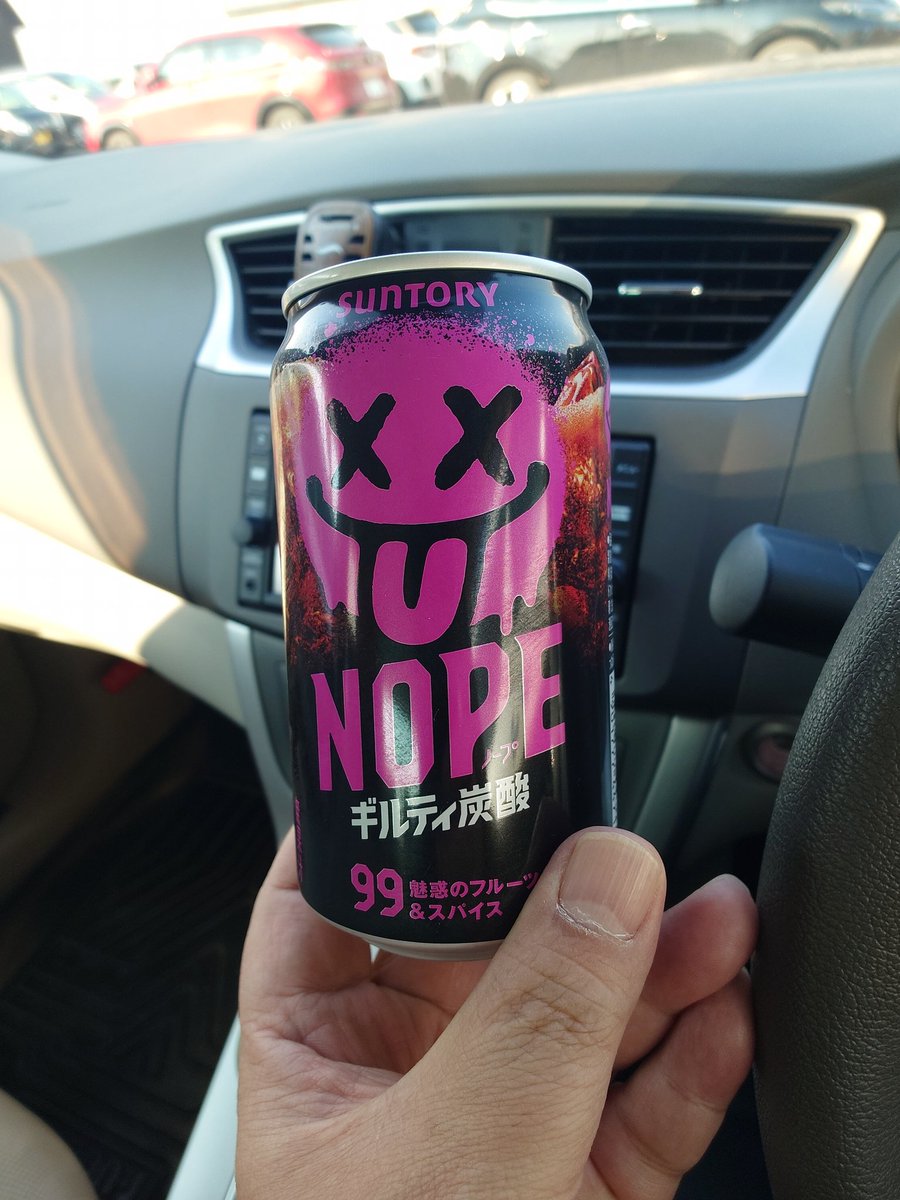 SUNTORY
NOPE
ノープ
ギルティ炭酸
99 魅惑のフルーツ
&スパイス